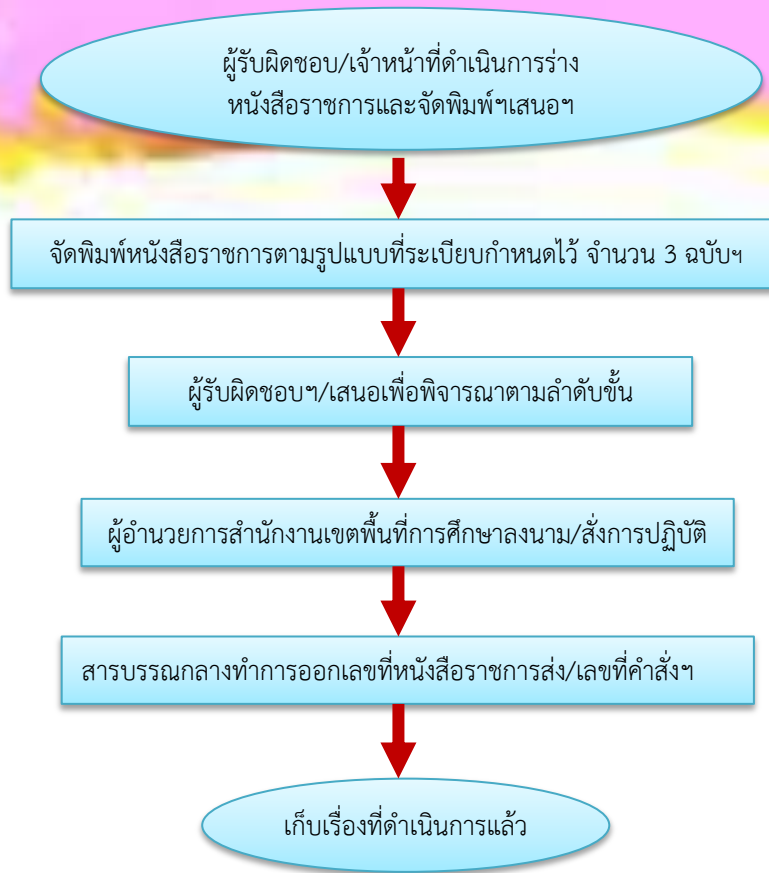 ผู้รับผิดชอบ/เจ้าหน้าที่ดำเนินการร่าง
หนังสือราชการและจัดพิมพ์ฯเสนอฯ
จัดพิมพ์หนังสือราชการตามรูปแบบที่ระเบียบกำหนดไว้ จำนวน 3 ฉบับฯ
ผู้รับผิดชอบฯ/เสนอเพื่อพิจารณาตามลำดับขั้น
ผู้อำนวยการสำนักงานเขตพื้นที่การศึกษาลงนาม/สั่งการปฏิบัติ
สารบรรณกลางทำการออกเลขที่หนังสือราชการส่ง/เลขที่คำสั่งฯ
เก็บเรื่องที่ดำเนินการแล้ว